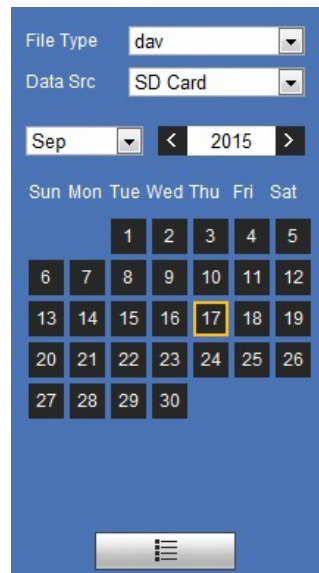 File Type dav
Data Src SD Card
Sep < 2015 >
Sun Mon Tue Wed Thu Fri Sat
1 2 3 4 5
6 7 8 9 10 11 12
13 14 15 16 17 18 19
20 21 22 23 24 25 26
27 28 29 30